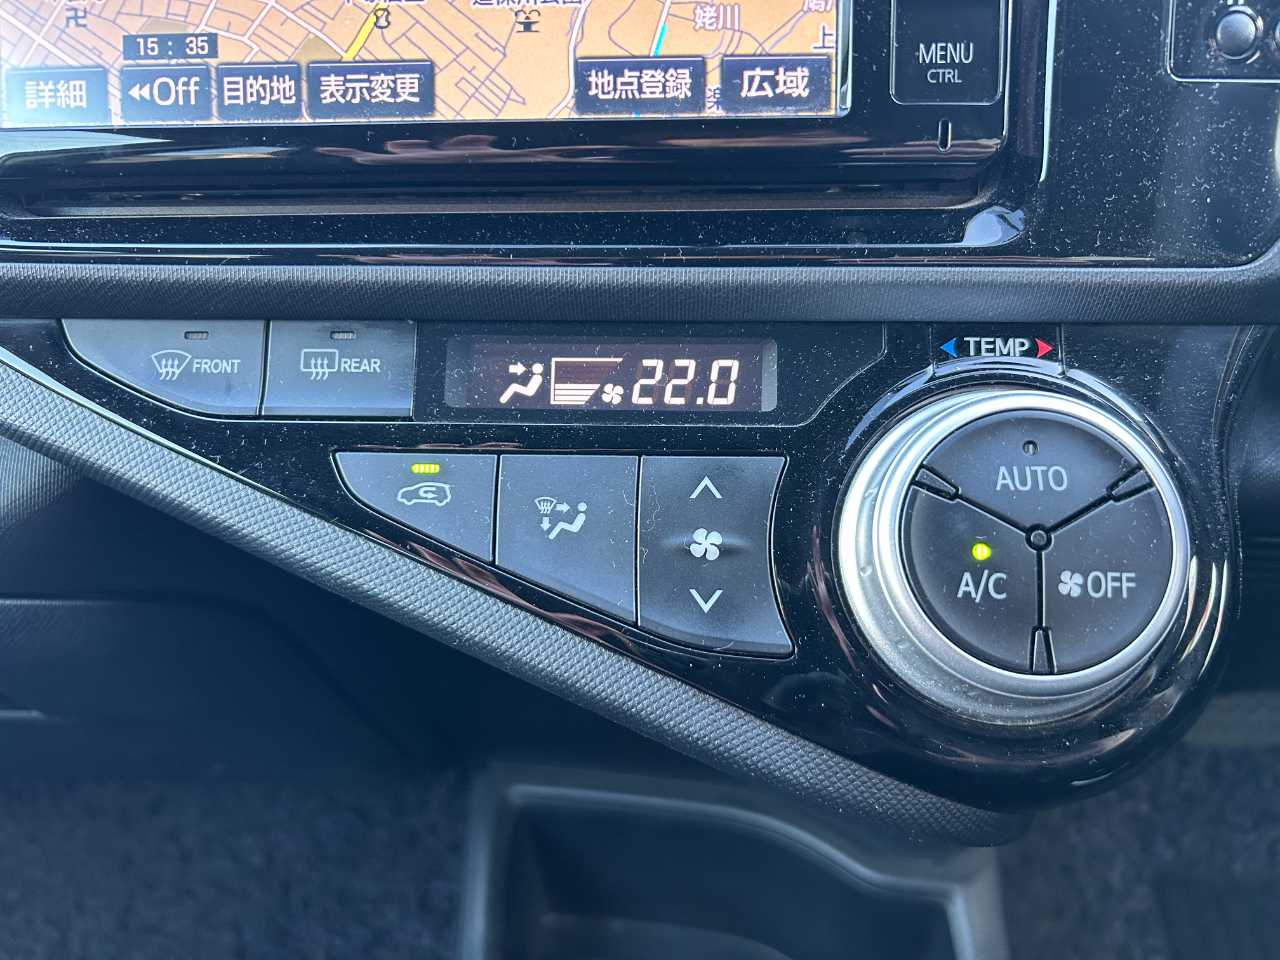 姥川
上
15:35
詳細
Off
目的地
表示変更
地点登録
広域
MENU
CTRL
FRONT
REAR
22.0
TEMP
AUTO
A/C
OFF